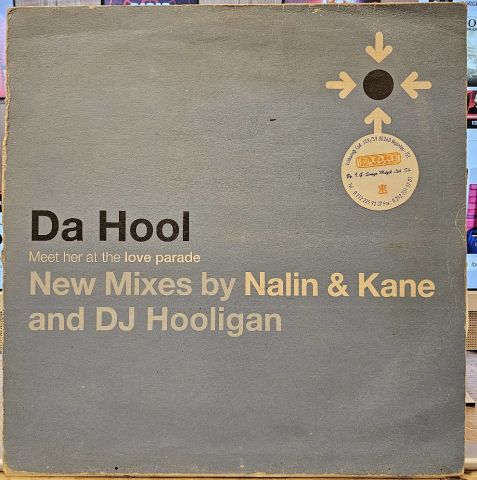 Da Hool
Meet her at the love parade
New Mixes by Nalin & Kane
and DJ Hooligan